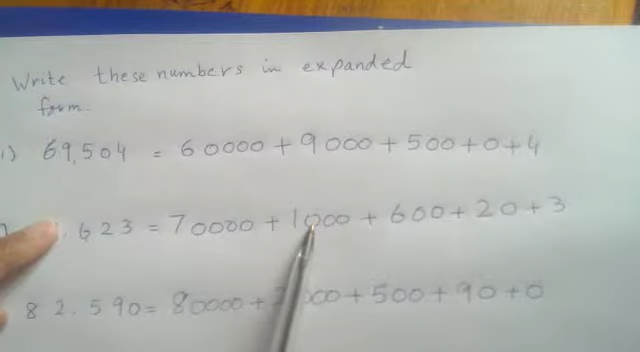 Write these numbers in expanded
form.
1) 69,504 = 60000 + 9000 + 500 + 0 + 4
.623 = 70000 + 1000 + 600 + 20 + 3
82.590 = 80000 + 500 + 90 + 0